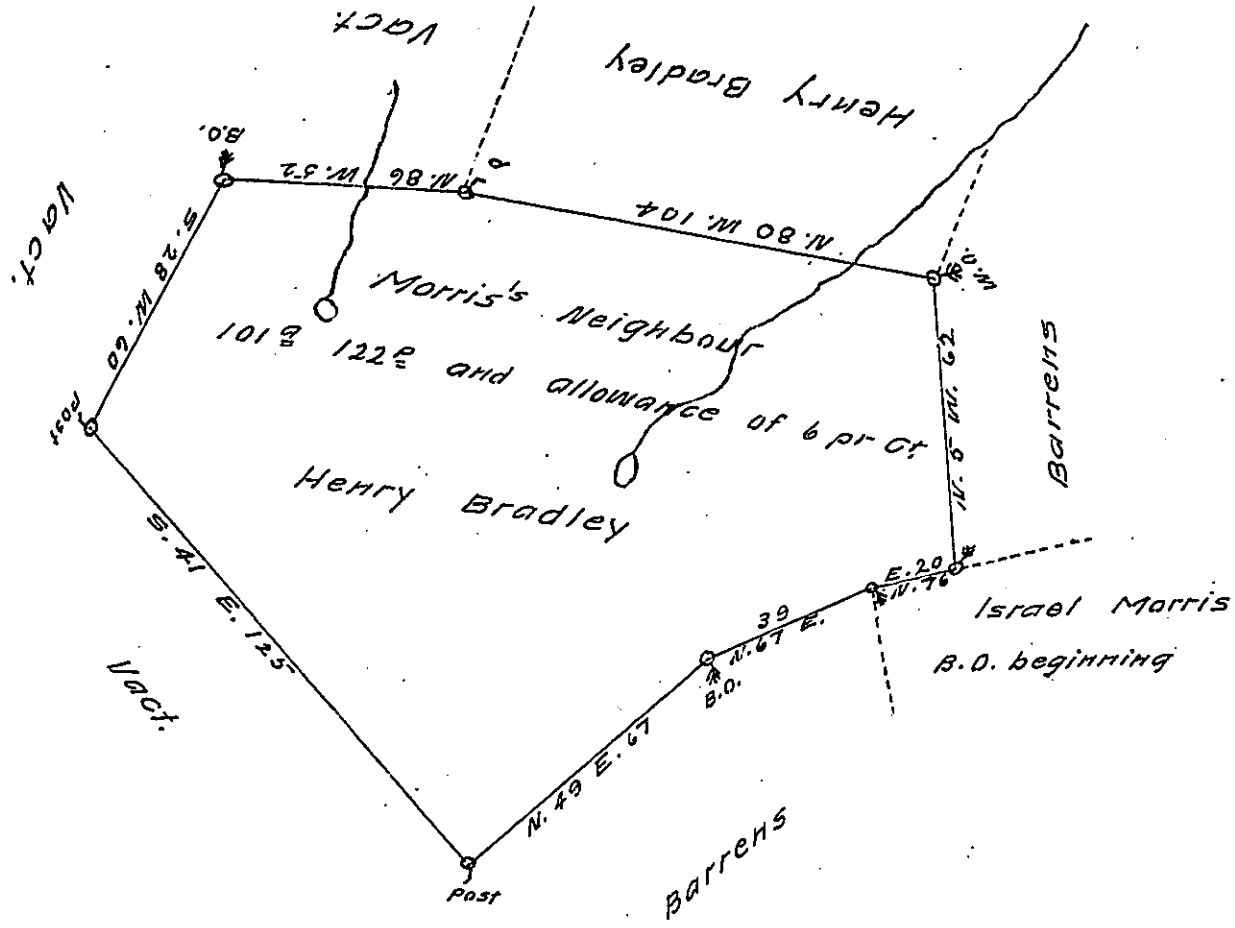 Vact.
Henry Bradley
B.O.
N. 86 W. 52
N. 80 W. 104
W.O.
Vact.
S. 28 W. 60
Post
Morris's Neighbour
101 a 122 p and allowance of 6 pr Ct
Henry Bradley
N. 5 W. 62
Barrens
S. 41 E. 125
E. 20
N. 76
Israel Morris
B.O. beginning
39
N. 67 E.
B.O.
Vact.
N. 49 E. 67
Barrens
Post